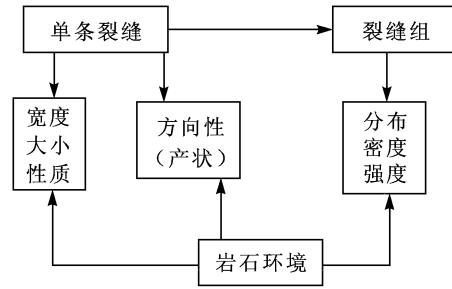 单条裂缝
裂缝组
宽度
大小
性质
方向性
(产状)
分布
密度
强度
岩石环境